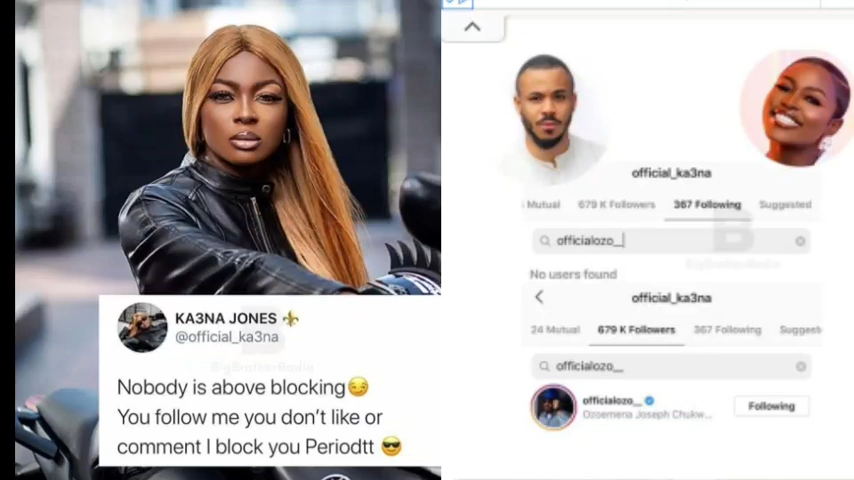 KA3NA JONES ⚜
@official_ka3na
Nobody is above blocking😏
You follow me you don't like or
comment I block you Periodtt 😎
official_ka3na
Mutual
679 K Followers
367 Following
Suggested
officialozo__
No users found
official_ka3na
24 Mutual
679 K Followers
367 Following
Suggest
officialozo__
officialozo__
Ozoemena Joseph Chukw...
Following